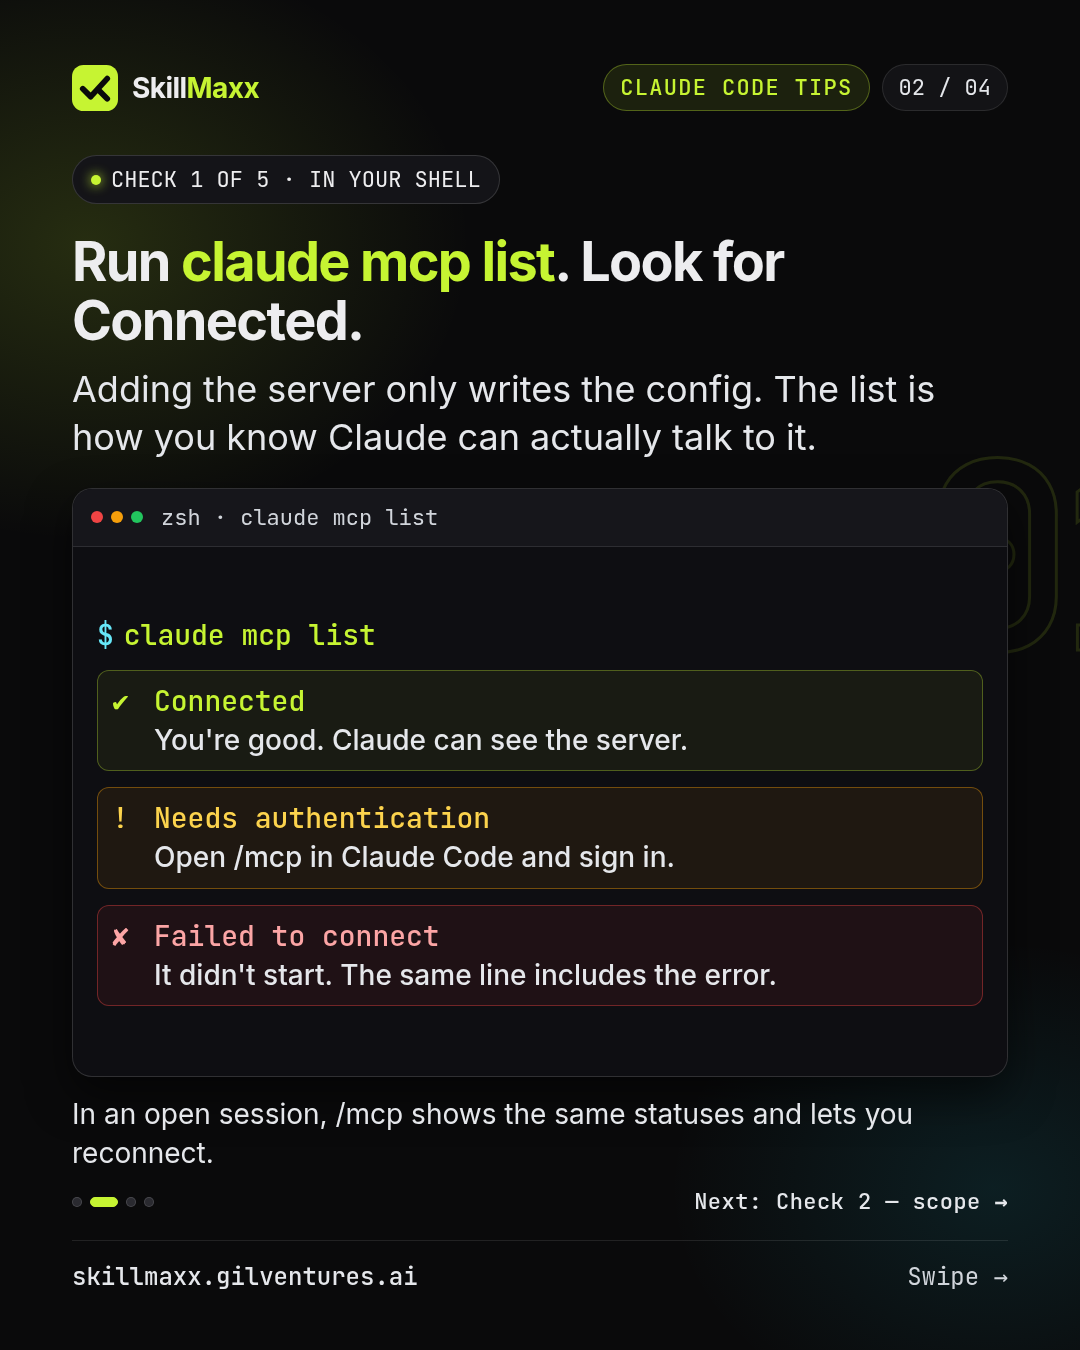 SkillMaxx
CLAUDE CODE TIPS
02 / 04
CHECK 1 OF 5 · IN YOUR SHELL
Run claude mcp list. Look for
Connected.
Adding the server only writes the config. The list is
how you know Claude can actually talk to it.
zsh · claude mcp list
$ claude mcp list
✔ Connected
You're good. Claude can see the server.
! Needs authentication
Open /mcp in Claude Code and sign in.
✘ Failed to connect
It didn't start. The same line includes the error.
In an open session, /mcp shows the same statuses and lets you
reconnect.
Next: Check 2 — scope →
skillmaxx.gilventures.ai
Swipe →